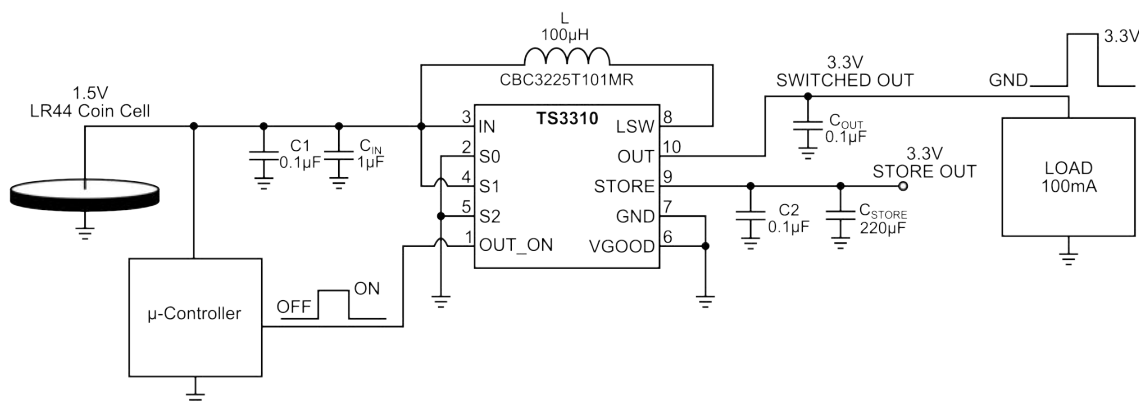 L
100µH
CBC3225T101MR
1.5V
LR44 Coin Cell
3.3V
SWITCHED OUT
3.3V
GND
TS3310
3 IN
LSW 8
2 S0
OUT 10
4 S1
STORE 9
5 S2
GND 7
1 OUT_ON
VGOOD 6
C1
0.1µF
CIN
1µF
COUT
0.1µF
3.3V
STORE OUT
C2
0.1µF
CSTORE
220µF
LOAD
100mA
OFF
ON
µ-Controller